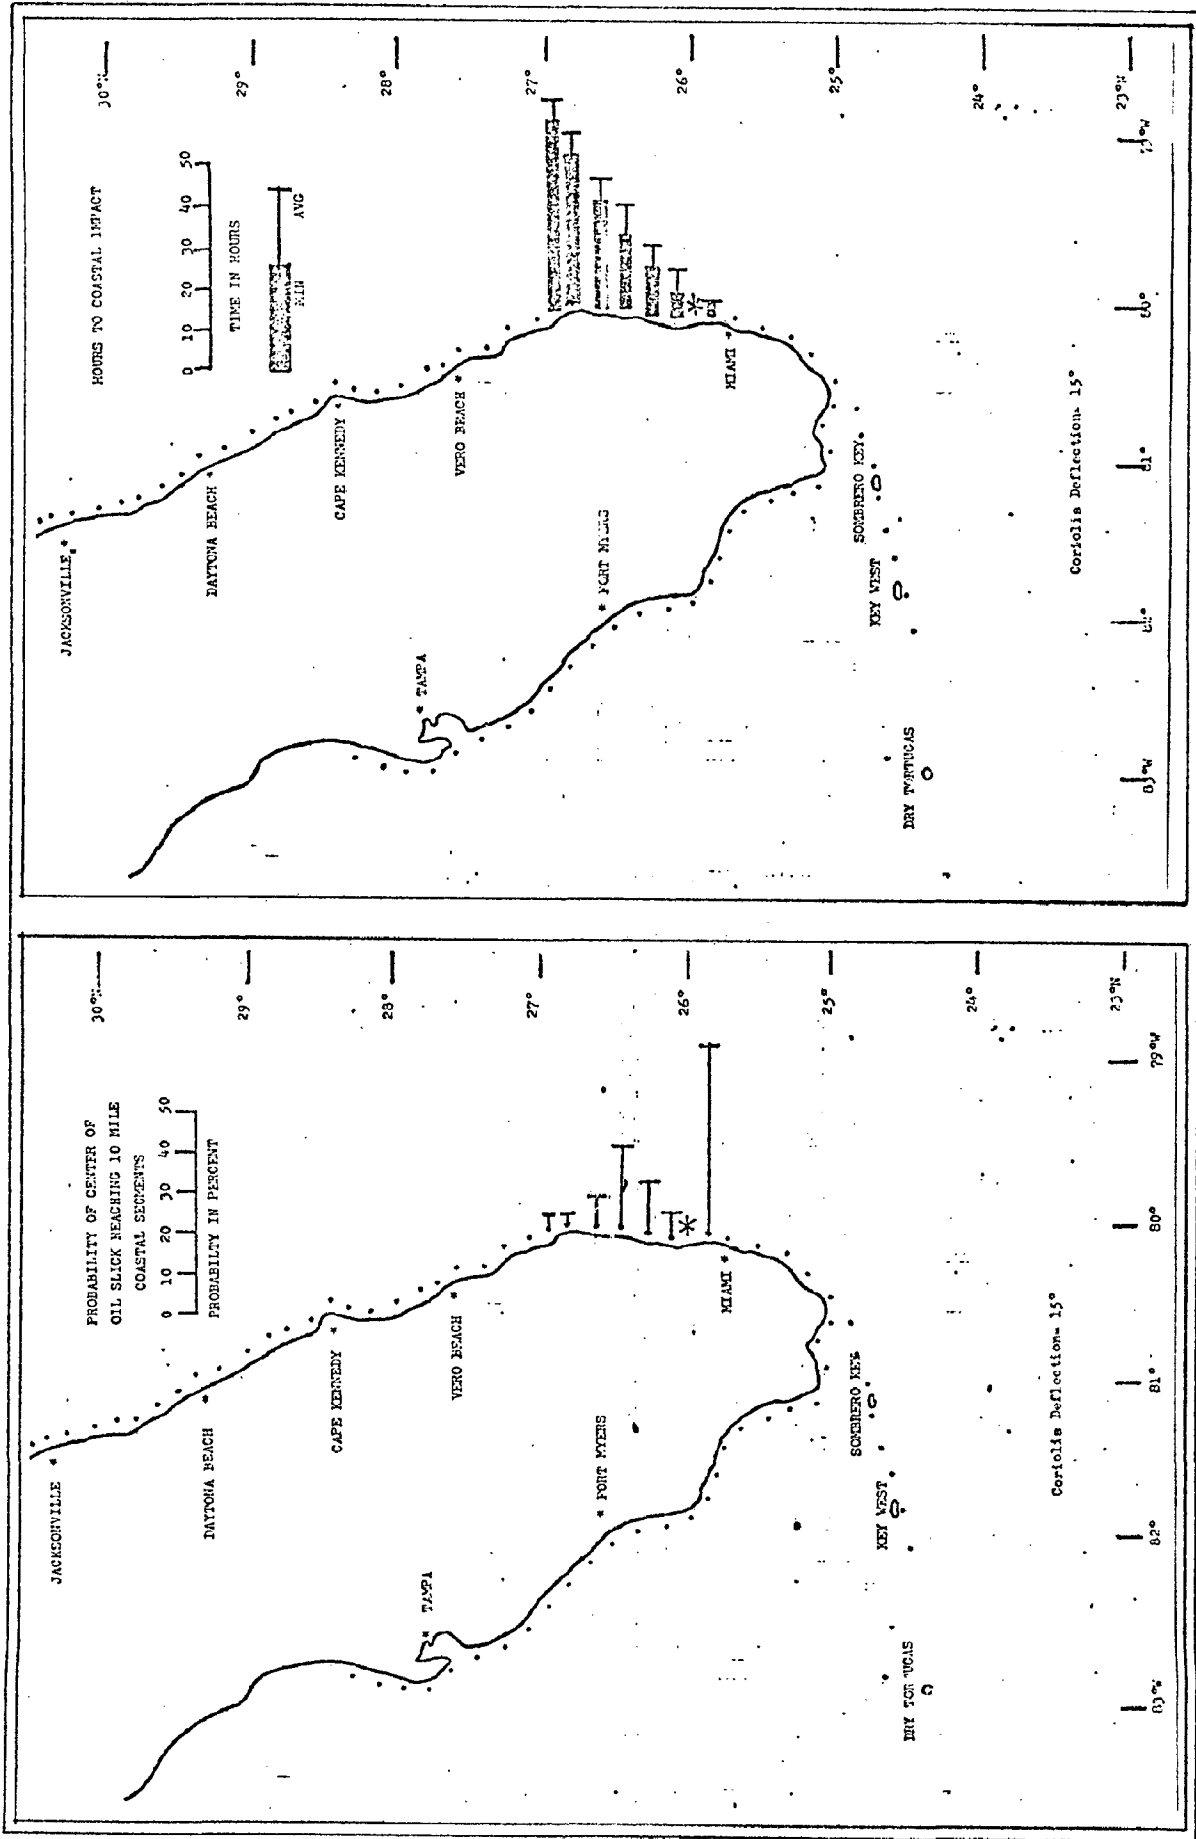 PROBABILITY OF CENTER OF
OIL SLICK REACHING 10 MILE
COASTAL SEGMENTS
0 10 20 30 40 50
PROBABILTY IN PERCENT
JACKSONVILLE
DAYTONA BEACH
CAPE KENNEDY
VERO BEACH
TAMPA
FORT MYERS
MIAMI
SOMBRERO KEY
KEY WEST
DRY TORTUGAS
Coriolis Deflection= 15°
30°N
29°
28°
27°
26°
25°
24°
23°N
83°W
82°
81°
80°
79°W
HOURS TO COASTAL IMPACT
0 10 20 30 40 50
TIME IN HOURS
MIN
AVG
JACKSONVILLE
DAYTONA BEACH
CAPE KENNEDY
VERO BEACH
TAMPA
FORT MYERS
MIAMI
SOMBRERO KEY
KEY WEST
DRY TORTUGAS
Coriolis Deflection= 15°
30°N
29°
28°
27°
26°
25°
24°
23°N
83°W
82°
81°
80°
79°W